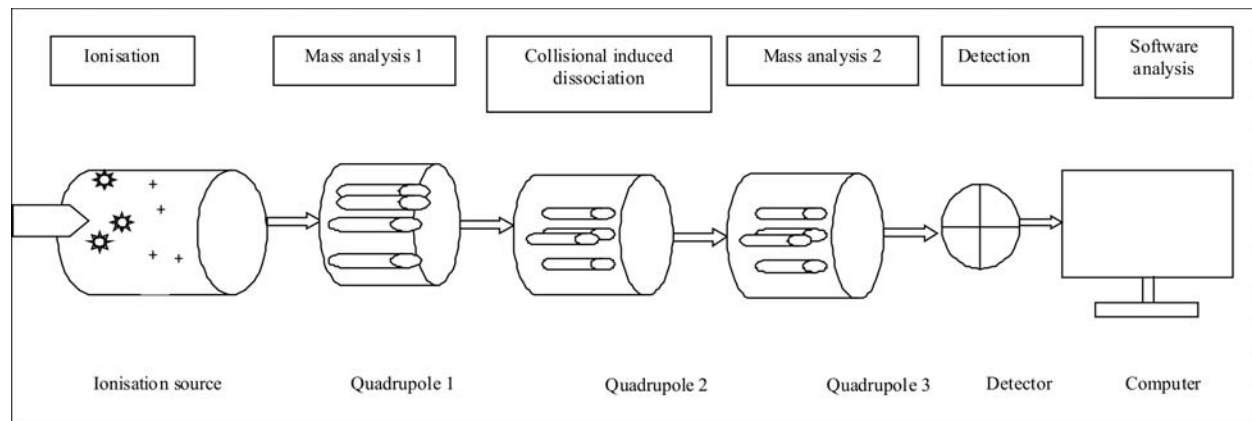 Ionisation
Mass analysis 1
Collisional induced
dissociation
Mass analysis 2
Detection
Software
analysis
Ionisation source
Quadrupole 1
Quadrupole 2
Quadrupole 3
Detector
Computer